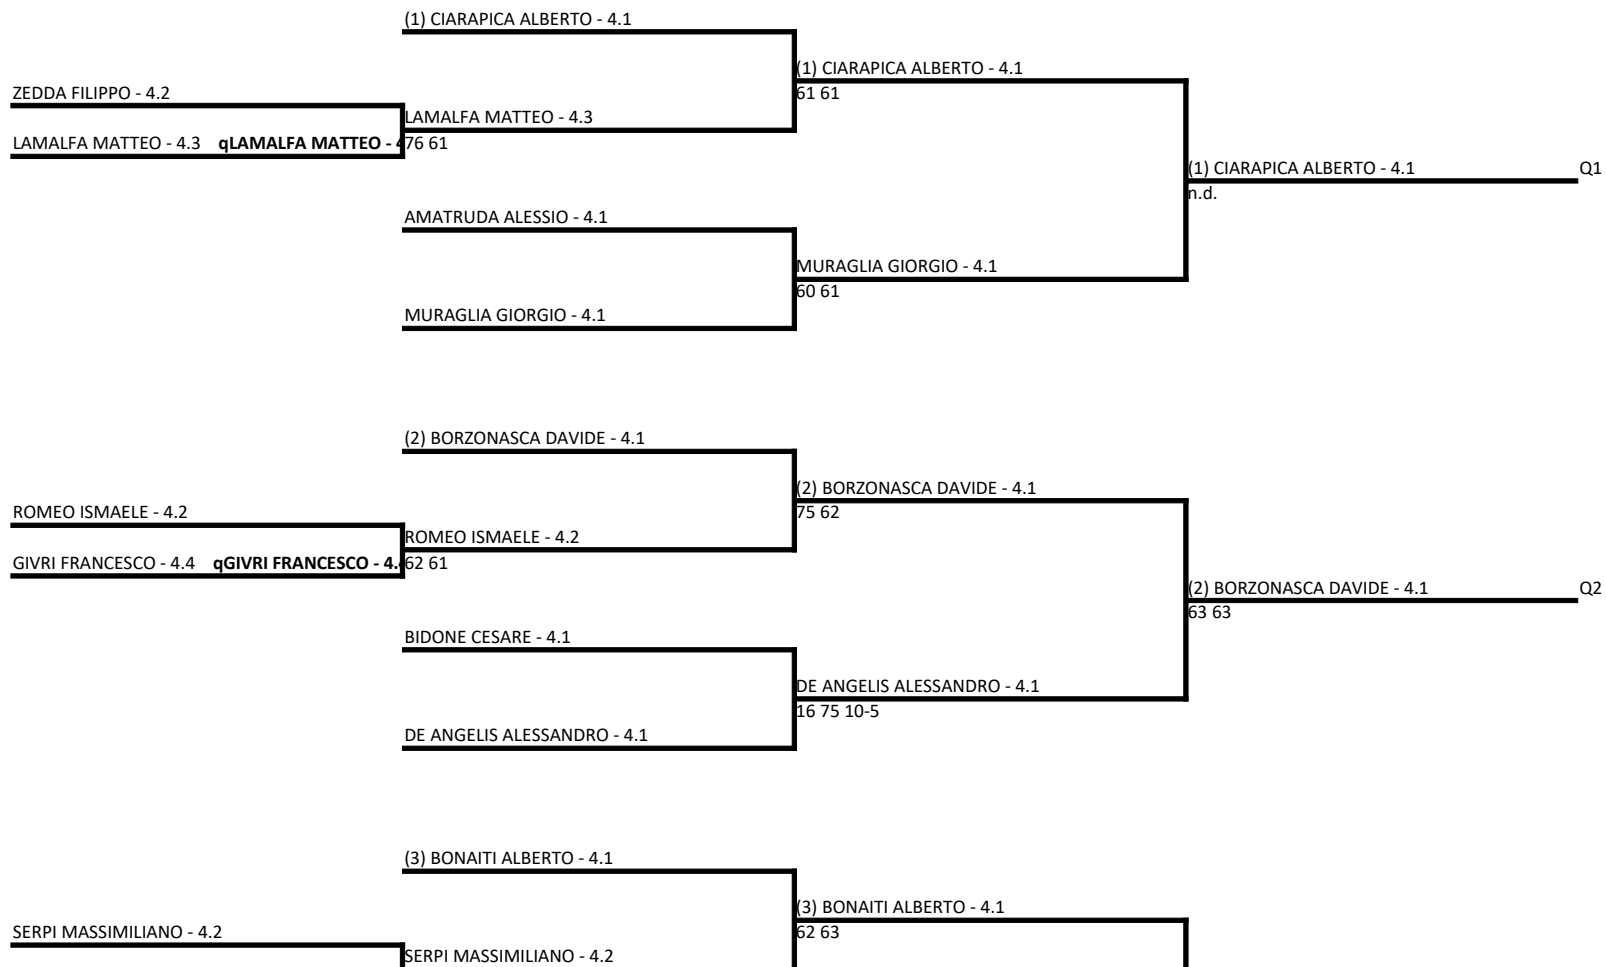 (1) CIARAPICA ALBERTO - 4.1
(1) CIARAPICA ALBERTO - 4.1
61 61
ZEDDA FILIPPO - 4.2
LAMALFA MATTEO - 4.3
LAMALFA MATTEO - 4.3 qLAMALFA MATTEO - 4
76 61
(1) CIARAPICA ALBERTO - 4.1 Q1
n.d.
AMATRUDA ALESSIO - 4.1
MURAGLIA GIORGIO - 4.1
60 61
MURAGLIA GIORGIO - 4.1
(2) BORZONASCA DAVIDE - 4.1
(2) BORZONASCA DAVIDE - 4.1
75 62
ROMEO ISMAELE - 4.2
ROMEO ISMAELE - 4.2
GIVRI FRANCESCO - 4.4 qGIVRI FRANCESCO - 4.4
62 61
(2) BORZONASCA DAVIDE - 4.1 Q2
63 63
BIDONE CESARE - 4.1
DE ANGELIS ALESSANDRO - 4.1
16 75 10-5
DE ANGELIS ALESSANDRO - 4.1
(3) BONAITI ALBERTO - 4.1
(3) BONAITI ALBERTO - 4.1
62 63
SERPI MASSIMILIANO - 4.2
SERPI MASSIMILIANO - 4.2